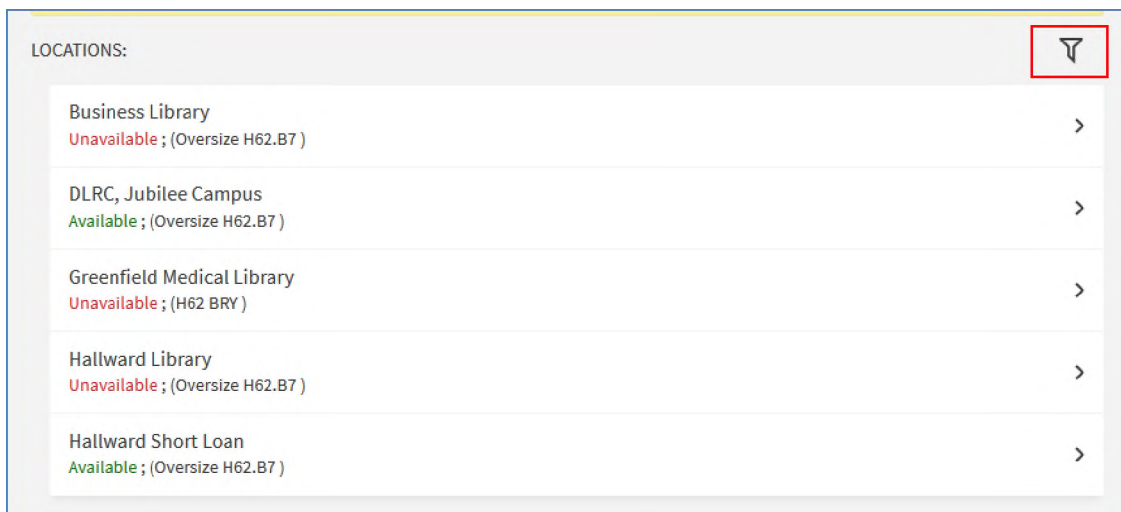 LOCATIONS:
Business Library
Unavailable ; (Oversize H62.B7 )
DLRC, Jubilee Campus
Available ; (Oversize H62.B7 )
Greenfield Medical Library
Unavailable ; (H62 BRY )
Hallward Library
Unavailable ; (Oversize H62.B7 )
Hallward Short Loan
Available ; (Oversize H62.B7 )